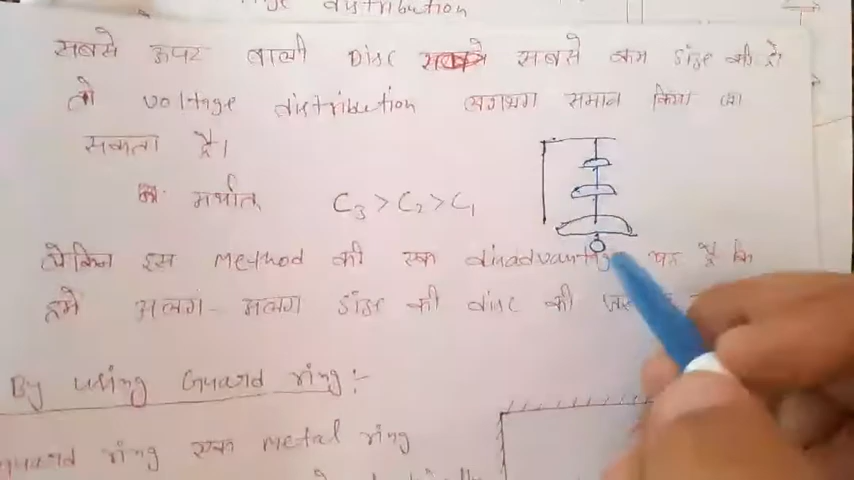 distribution
सबसे ऊपर वाली Disc सबसे कम size की है।
तो voltage distribution लगभग समान किया जा
सकता है।
अर्थात C3 > C2 > C1
लेकिन इस method की एक disadvantage यह है कि
हमे अलग-अलग size की disc की
By using Guard ring:-
Guard ring एक metal ring